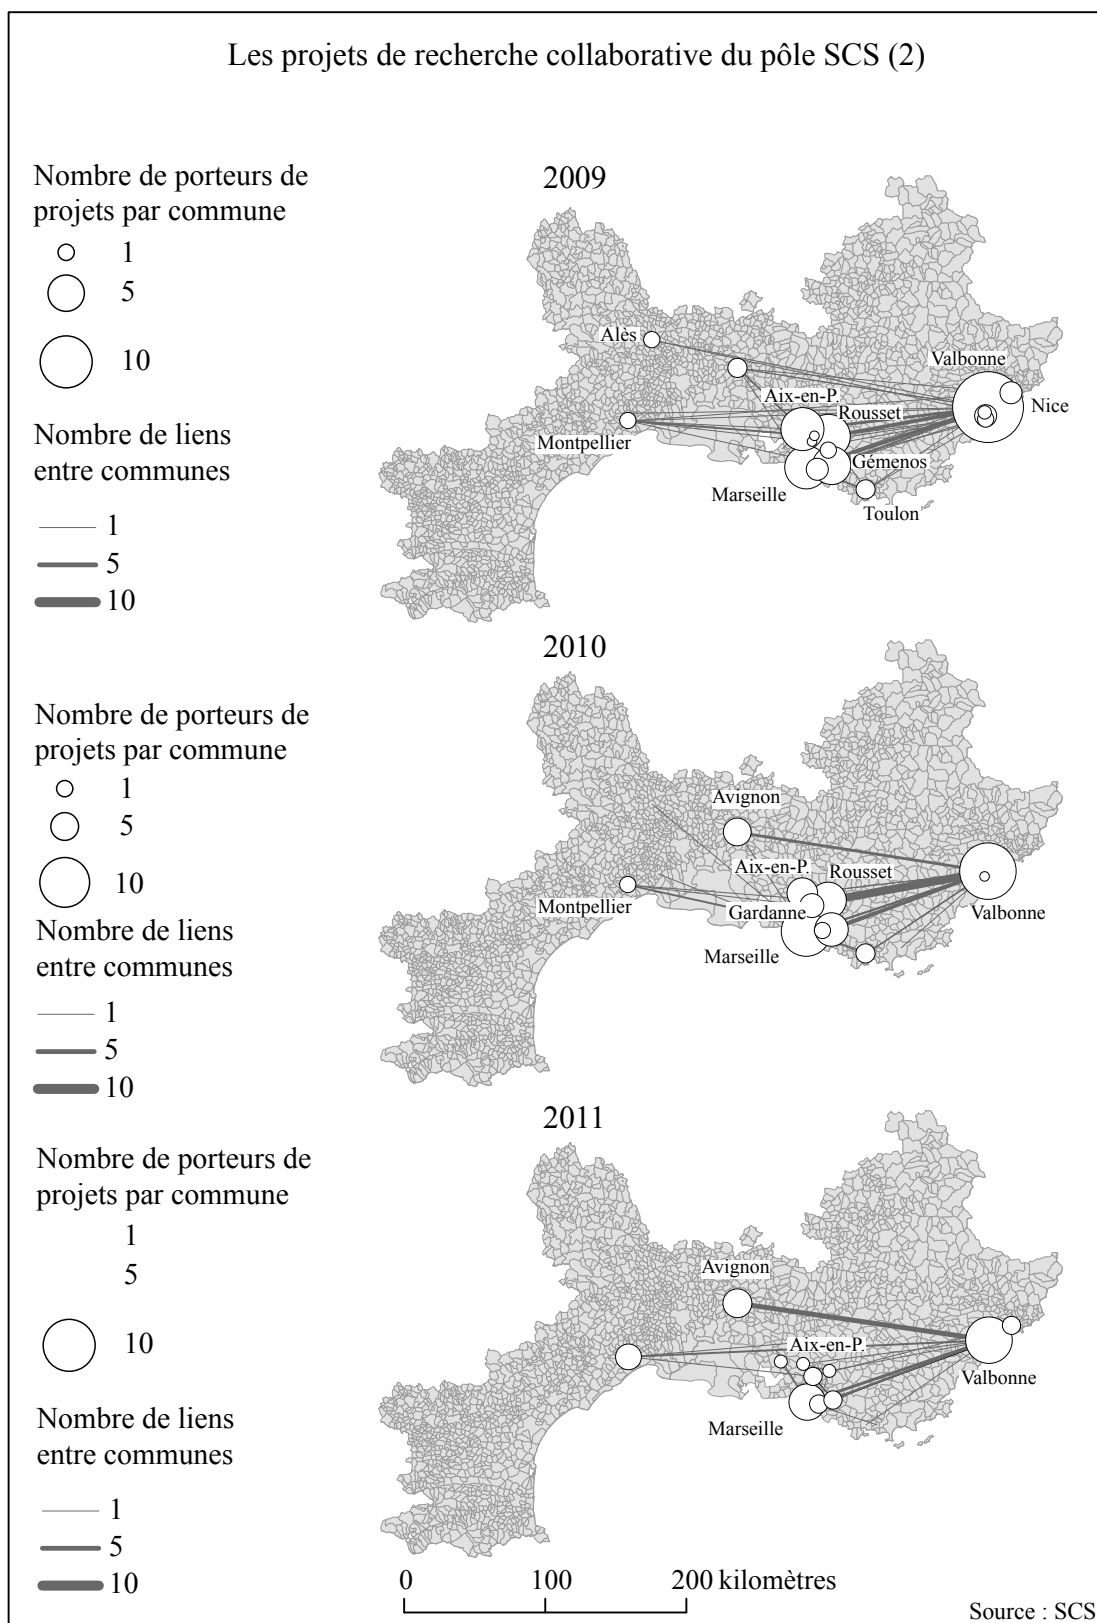 Les projets de recherche collaborative du pôle SCS (2)
Nombre de porteurs de
projets par commune
1
5
10
Nombre de liens
entre communes
1
5
10
2009
Alès
Montpellier
Aix-en-P.
Rousset
Valbonne
Nice
Gémenos
Marseille
Toulon
Nombre de porteurs de
projets par commune
1
5
10
Nombre de liens
entre communes
1
5
10
2010
Avignon
Aix-en-P.
Rousset
Montpellier
Gardanne
Valbonne
Marseille
Nombre de porteurs de
projets par commune
1
5
10
Nombre de liens
entre communes
1
5
10
2011
Avignon
Aix-en-P.
Valbonne
Marseille
0 100 200 kilomètres
Source : SCS